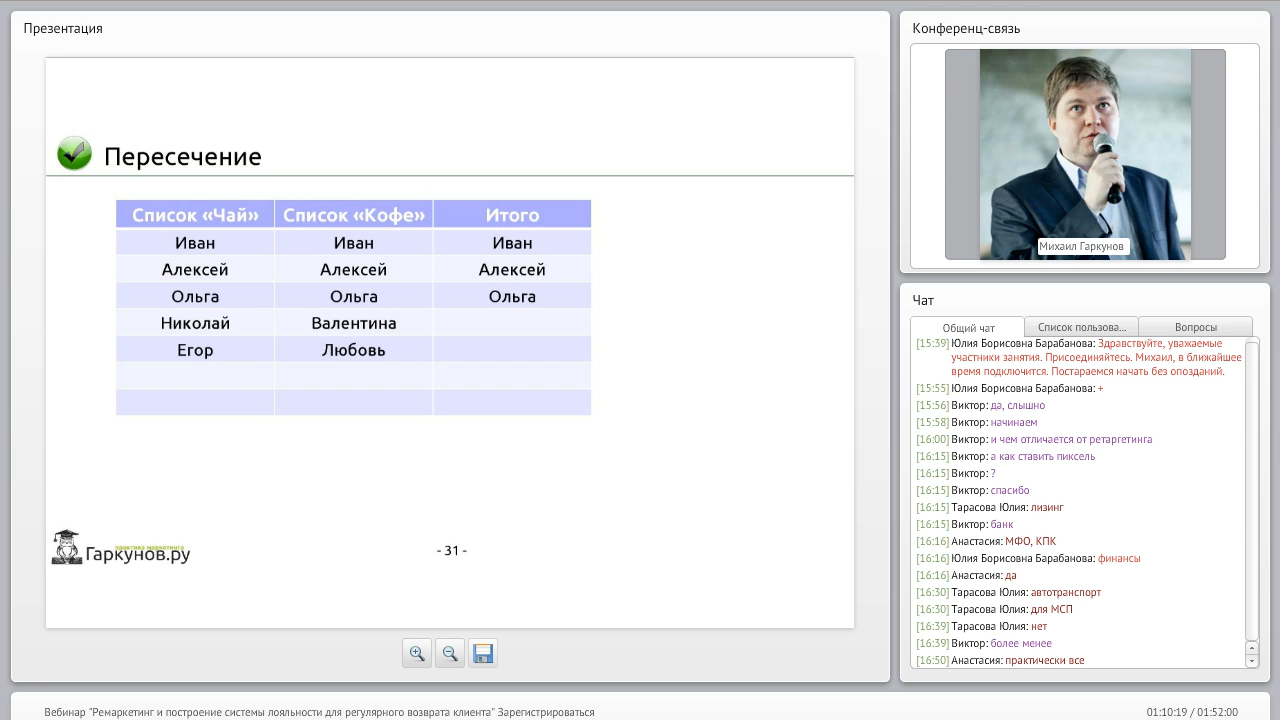 Презентация
Пересечение
Список «Чай» Список «Кофе» Итого
Иван Иван Иван
Алексей Алексей Алексей
Ольга Ольга Ольга
Николай Валентина
Егор Любовь
практика маркетинга
Гаркунов.ру
- 31 -
Конференц-связь
Михаил Гаркунов
Чат
Общий чат Список пользова... Вопросы
[15:39] Юлия Борисовна Барабанова: Здравствуйте, уважаемые
участники занятия. Присоединяйтесь. Михаил, в ближайшее
время подключится. Постараемся начать без опозданий.
[15:55] Юлия Борисовна Барабанова: +
[15:56] Виктор: да, слышно
[15:58] Виктор: начинаем
[16:00] Виктор: и чем отличается от ретаргетинга
[16:15] Виктор: а как ставить пиксель
[16:15] Виктор: ?
[16:15] Виктор: спасибо
[16:15] Тарасова Юлия: лизинг
[16:15] Виктор: банк
[16:16] Анастасия: МФО, КПК
[16:16] Юлия Борисовна Барабанова: финансы
[16:16] Анастасия: да
[16:30] Тарасова Юлия: автотранспорт
[16:30] Тарасова Юлия: для МСП
[16:39] Тарасова Юлия: нет
[16:39] Виктор: более менее
[16:50] Анастасия: практически все
Вебинар "Ремаркетинг и построение системы лояльности для регулярного возврата клиента" Зарегистрироваться
01:10:19 / 01:52:00